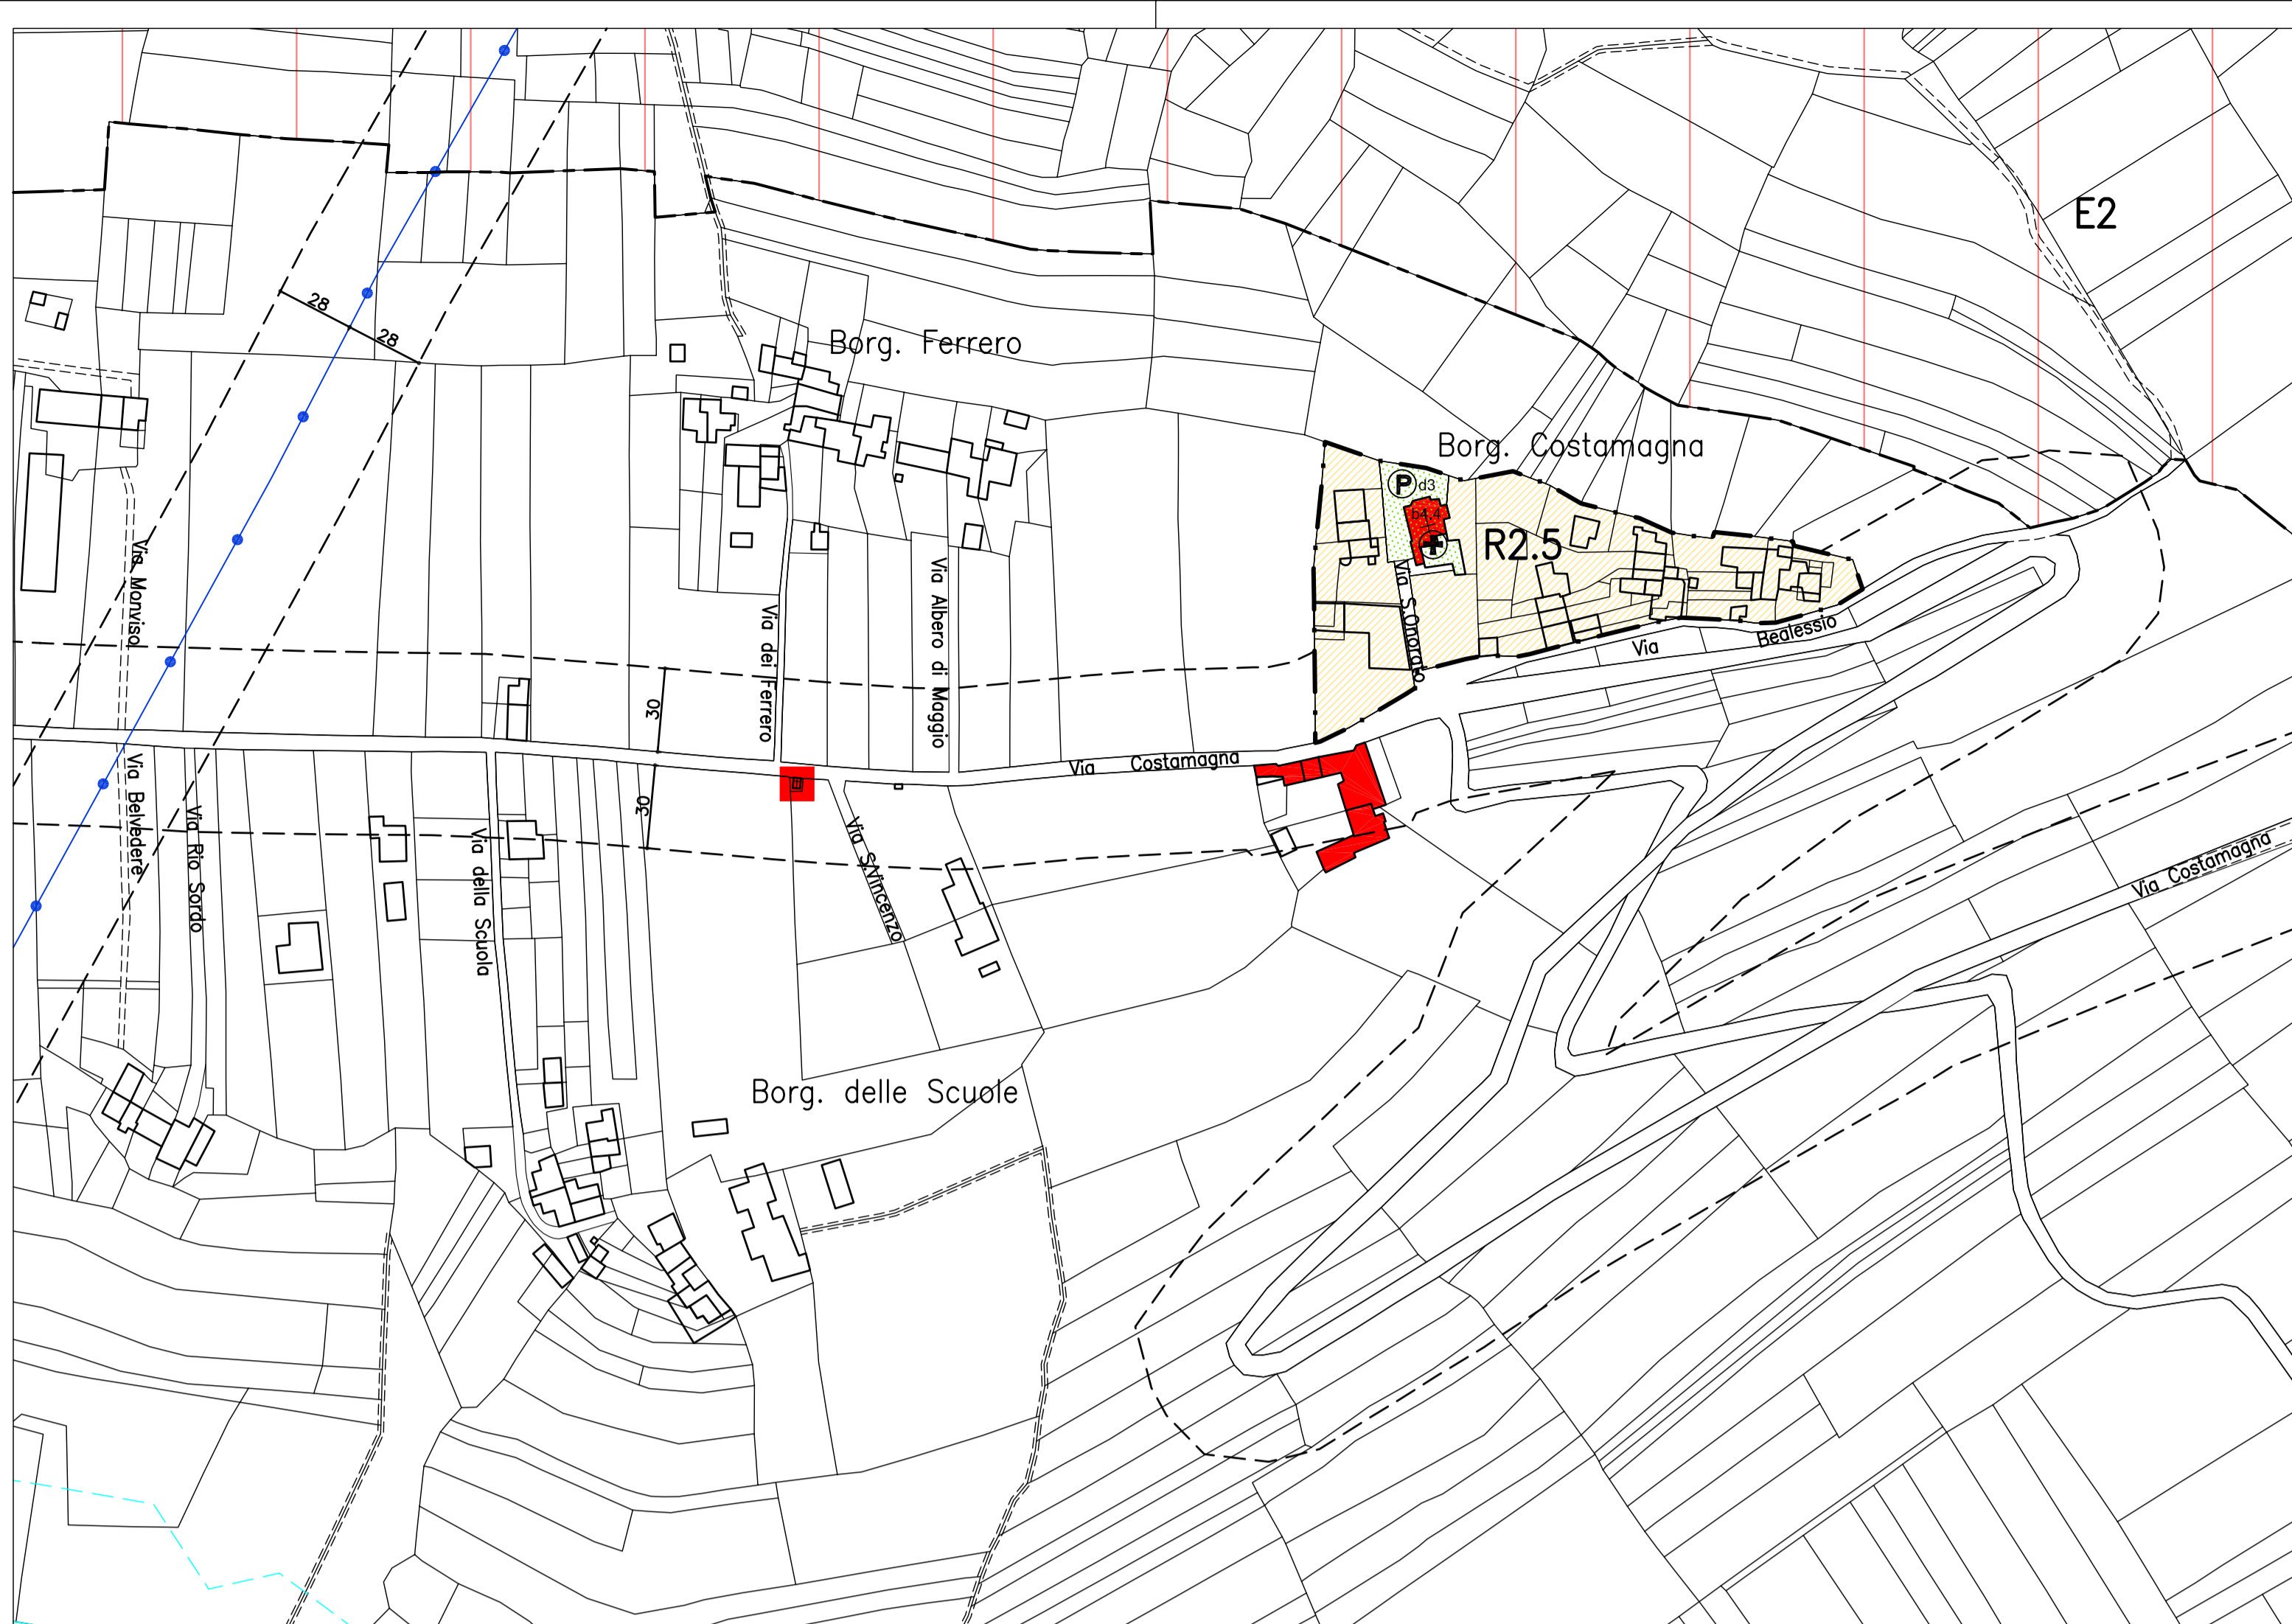 E2
28
28
Borg. Ferrero
Borg. Costamagna
P d3
b4.4
R2.5
Via Monviso
Via dei Ferrero
Via Albero di Maggio
Via S.Onorato
Via Bealessio
30
Via Costamagna
30
Via Belvedere
Via Rio Sordo
Via della Scuola
Via S.Vincenzo
Via Costamagna
Borg. delle Scuole